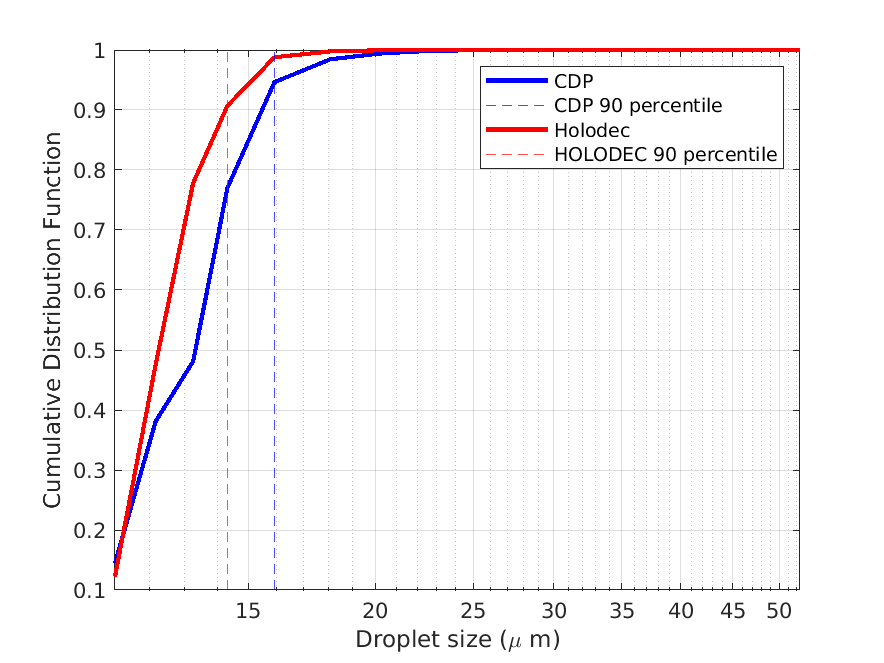 1
0.9
0.8
0.7
0.6
0.5
0.4
0.3
0.2
0.1
Cumulative Distribution Function
CDP
CDP 90 percentile
Holodec
HOLODEC 90 percentile
15 20 25 30 35 40 45 50
Droplet size (μ m)